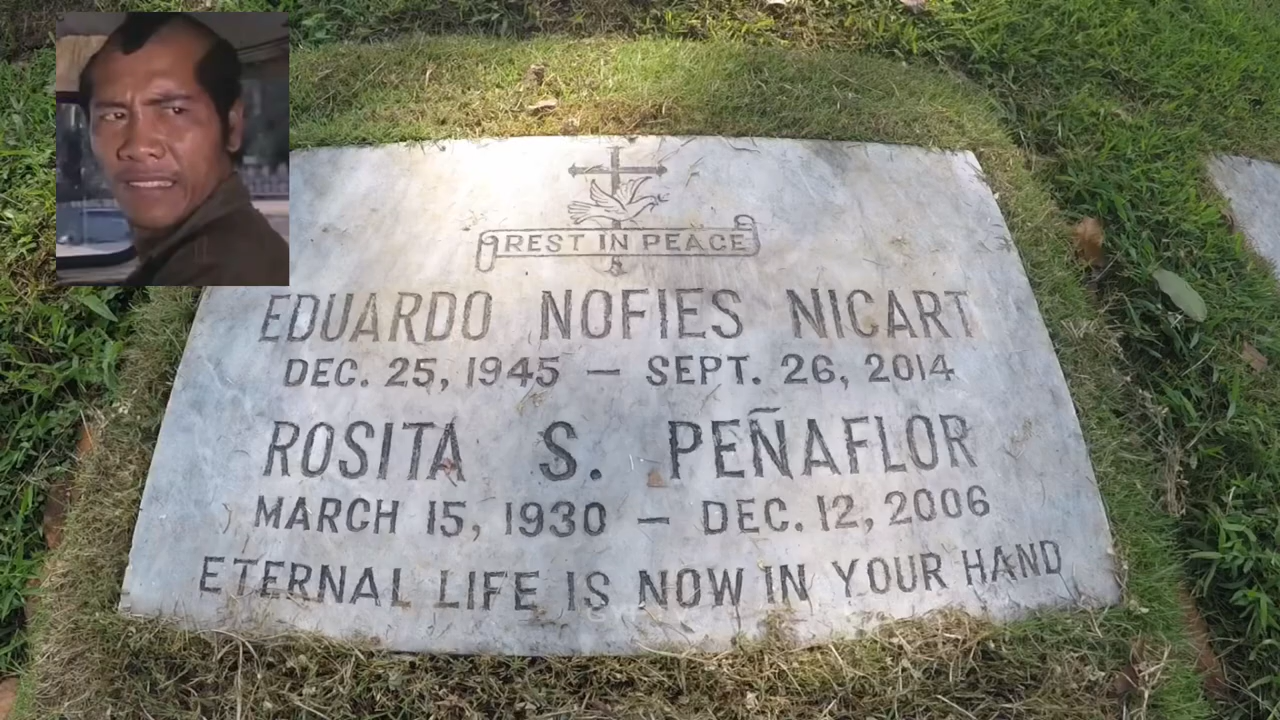 REST IN PEACE
EDUARDO NOFIES NICART
DEC. 25, 1945 — SEPT. 26, 2014
ROSITA S. PEÑAFLOR
MARCH 15, 1930 — DEC. 12, 2006
ETERNAL LIFE IS NOW IN YOUR HAND